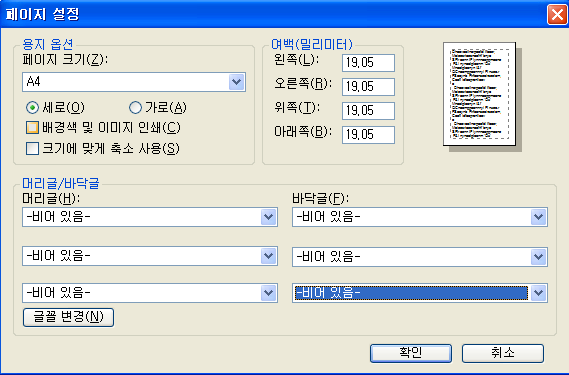 페이지 설정
용지 옵션
페이지 크기(Z):
A4
세로(O)
가로(A)
배경색 및 이미지 인쇄(C)
크기에 맞게 축소 사용(S)
여백(밀리미터)
왼쪽(L): 19,05
오른쪽(R): 19,05
위쪽(T): 19,05
아래쪽(B): 19,05
머리글/바닥글
머리글(H):
-비어 있음-
-비어 있음-
-비어 있음-
바닥글(F):
-비어 있음-
-비어 있음-
-비어 있음-
글꼴 변경(N)
확인
취소